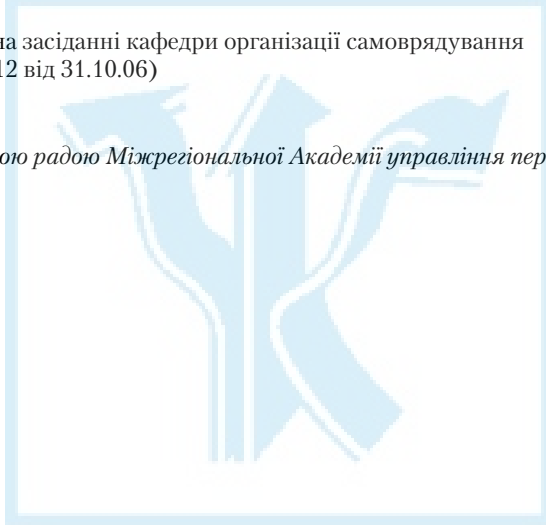 на засіданні кафедри організації самоврядування
12 від 31.10.06)
ою радою Міжрегіональної Академії управління пер